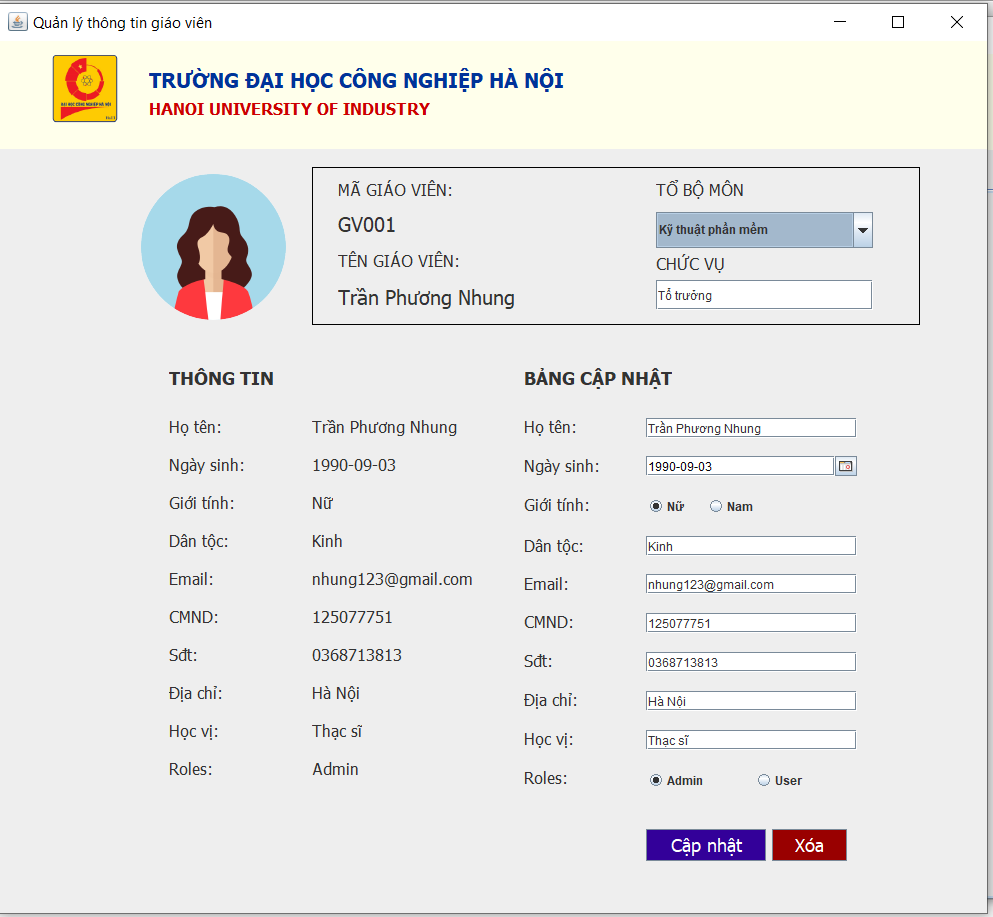 Quản lý thông tin giáo viên
ĐẠI HỌC CÔNG NGHIỆP HÀ NỘI
TRƯỜNG ĐẠI HỌC CÔNG NGHIỆP HÀ NỘI
HANOI UNIVERSITY OF INDUSTRY
MÃ GIÁO VIÊN:
GV001
TÊN GIÁO VIÊN:
Trần Phương Nhung
TỔ BỘ MÔN
Kỹ thuật phần mềm
CHỨC VỤ
Tổ trưởng
THÔNG TIN
Họ tên: Trần Phương Nhung
Ngày sinh: 1990-09-03
Giới tính: Nữ
Dân tộc: Kinh
Email: nhung123@gmail.com
CMND: 125077751
Sđt: 0368713813
Địa chỉ: Hà Nội
Học vị: Thạc sĩ
Roles: Admin
BẢNG CẬP NHẬT
Họ tên: Trần Phương Nhung
Ngày sinh: 1990-09-03
Giới tính: Nữ Nam
Dân tộc: Kinh
Email: nhung123@gmail.com
CMND: 125077751
Sđt: 0368713813
Địa chỉ: Hà Nội
Học vị: Thạc sĩ
Roles: Admin User
Cập nhật Xóa